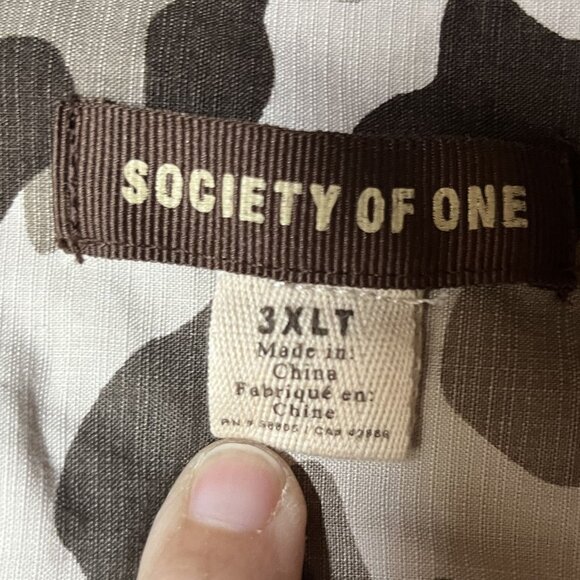 SOCIETY OF ONE
3XLT
Made in:
China
Fabriqué en:
Chine